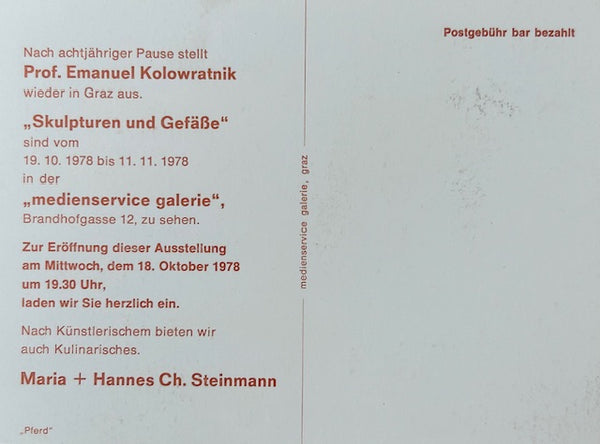 Nach achtjähriger Pause stellt
Prof. Emanuel Kolowratnik
wieder in Graz aus.
„Skulpturen und Gefäße“
sind vom
19. 10. 1978 bis 11. 11. 1978
in der
„medienservice galerie“,
Brandhofgasse 12, zu sehen.
Zur Eröffnung dieser Ausstellung
am Mittwoch, dem 18. Oktober 1978
um 19.30 Uhr,
laden wir Sie herzlich ein.
Nach Künstlerischem bieten wir
auch Kulinarisches.
Maria + Hannes Ch. Steinmann
„Pferd“
medienservice galerie, graz
Postgebühr bar bezahlt